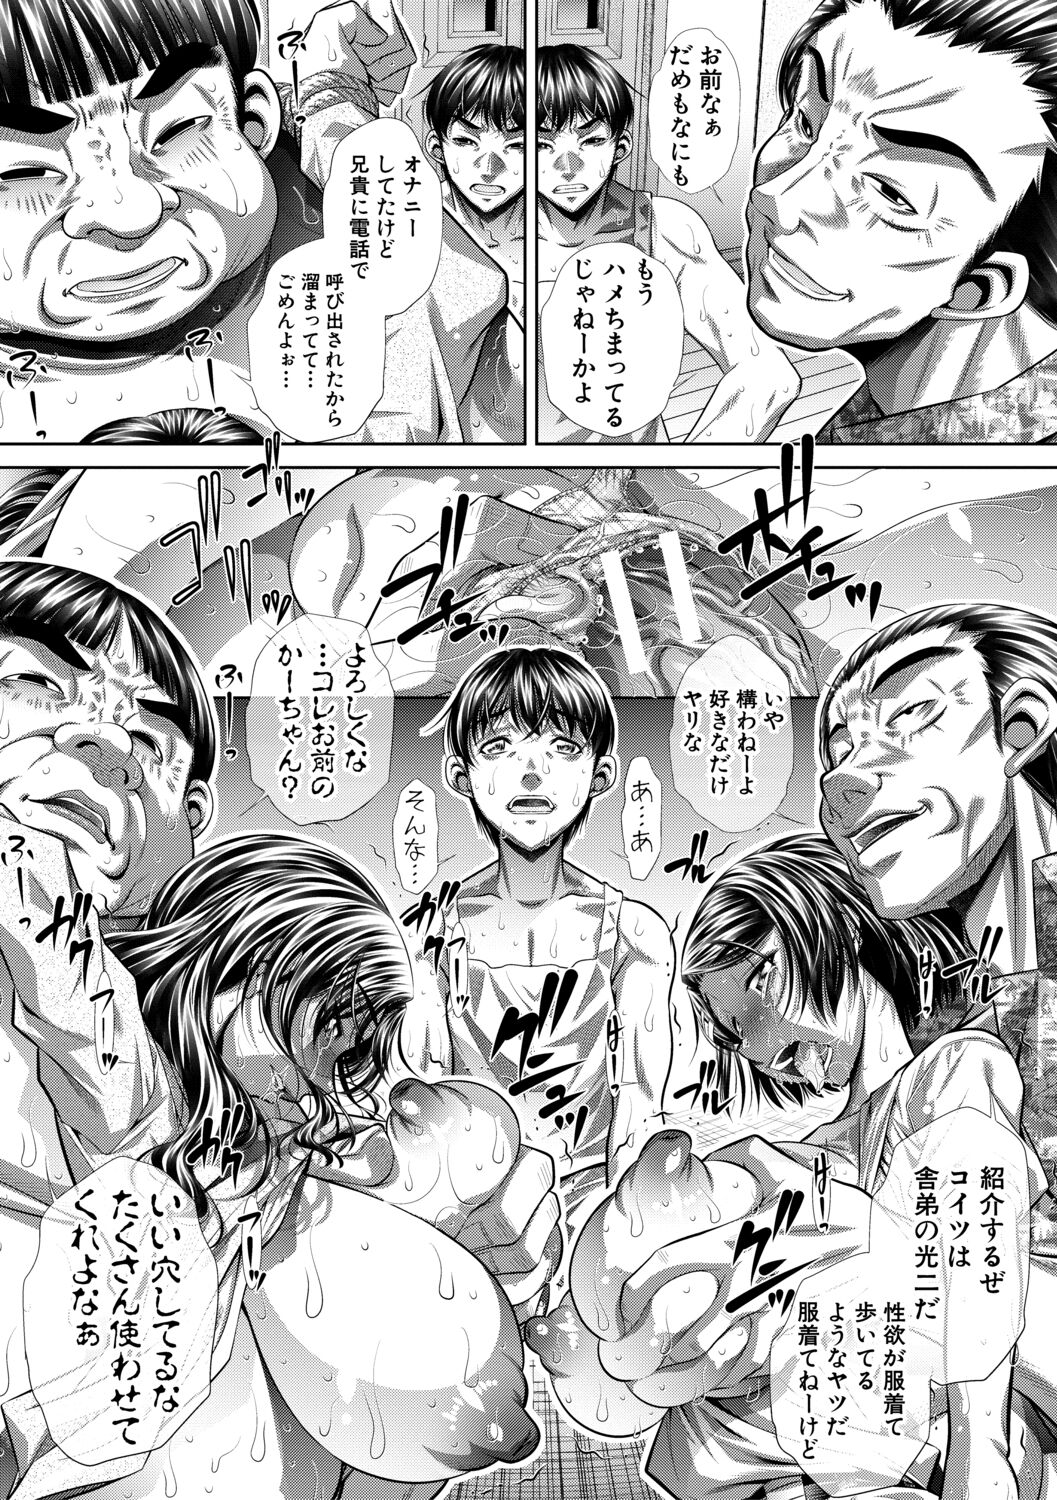 お前なぁ
だめもなにも
もう
ハメちまってる
じゃねーかよ
オナニー
してたけど
兄貴に電話で
呼び出されたから
溜まってて…
ごめんよぉ…
ふーっ
ふーっ
ゴガッ
ブチュッ
いや
構わねーよ
好きなだけ
ヤリな
よろしくな
…コレお前の
かーちゃん?
ふーっ
ふーっ
あ…あ
そんな…
紹介するぜ
コイツは
舎弟の光二だ
性欲が服着て
歩いてる
ようなヤツだ
服着てねーけど
いい穴してるな
たくさん使わせて
くれよなぁ